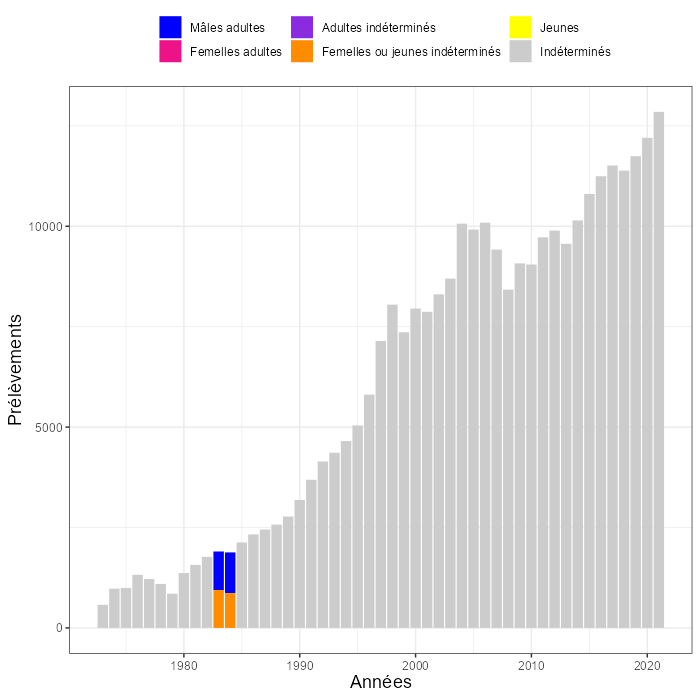 Mâles adultes Adultes indéterminés Jeunes
Femelles adultes Femelles ou jeunes indéterminés Indéterminés
Prélèvements
10000
5000
0
1980 1990 2000 2010 2020
Années